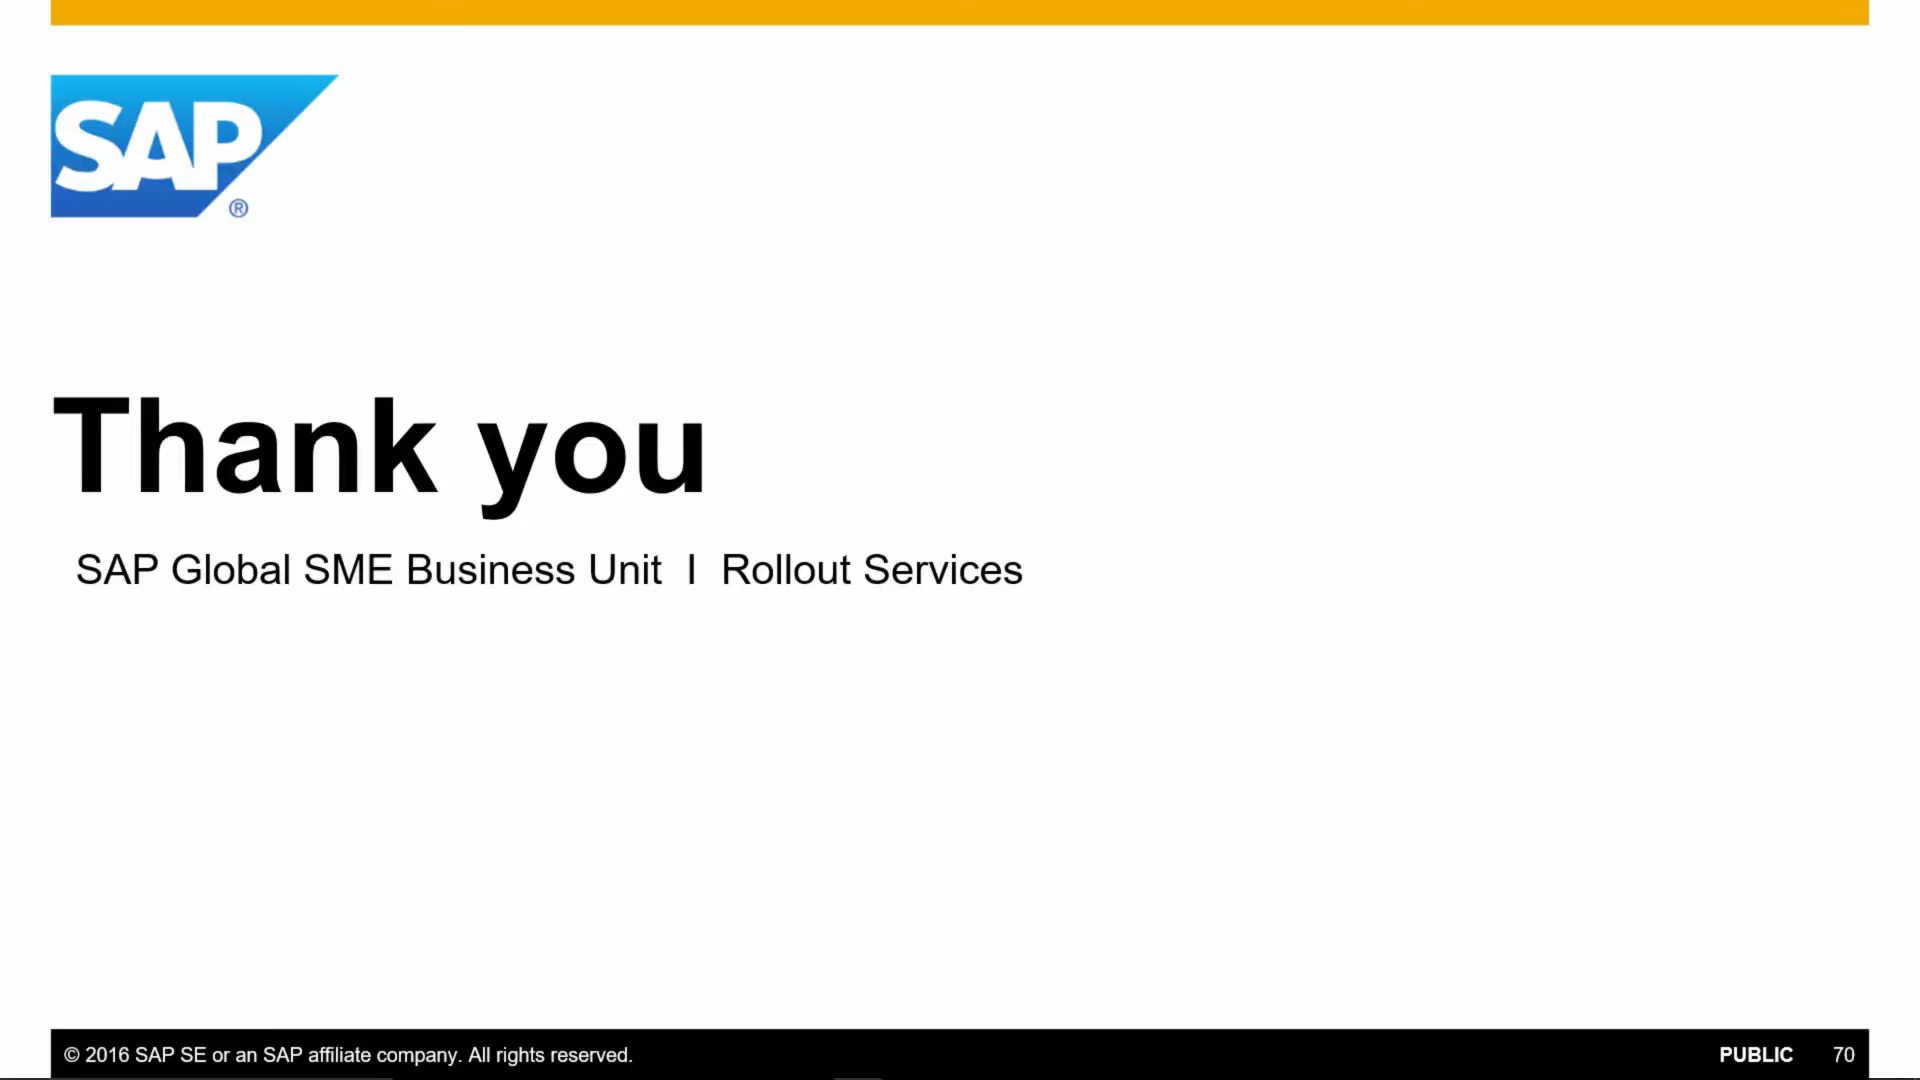 SAP ®
Thank you
SAP Global SME Business Unit I Rollout Services
© 2016 SAP SE or an SAP affiliate company. All rights reserved.
PUBLIC 70